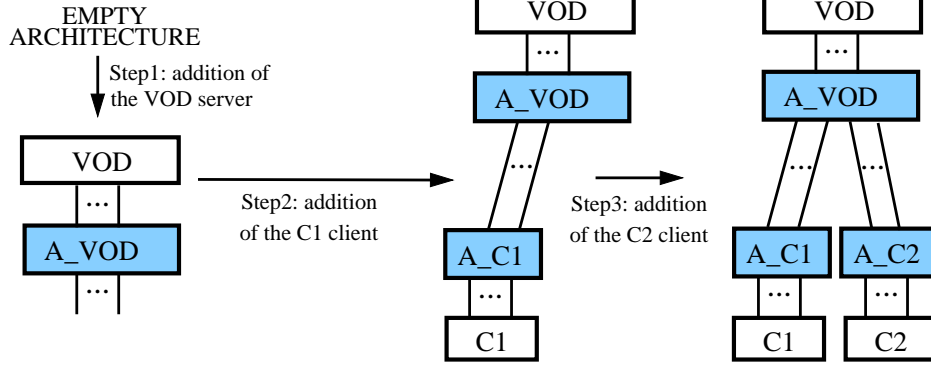 EMPTY
ARCHITECTURE
Step1: addition of
the VOD server
VOD
...
A_VOD
...
Step2: addition
of the C1 client
VOD
...
A_VOD
...
A_C1
...
C1
Step3: addition
of the C2 client
VOD
...
A_VOD
... ...
A_C1 A_C2
... ...
C1 C2